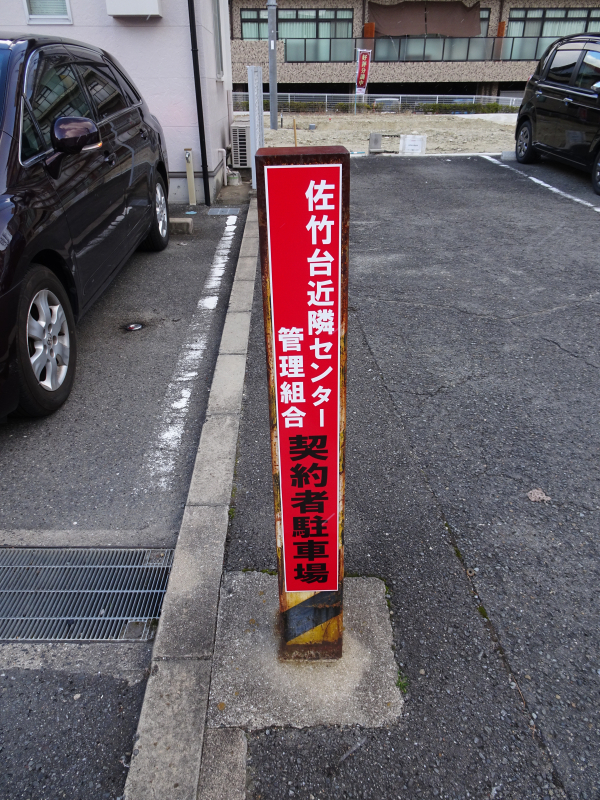 佐竹台近隣センター
管理組合
契約者駐車場